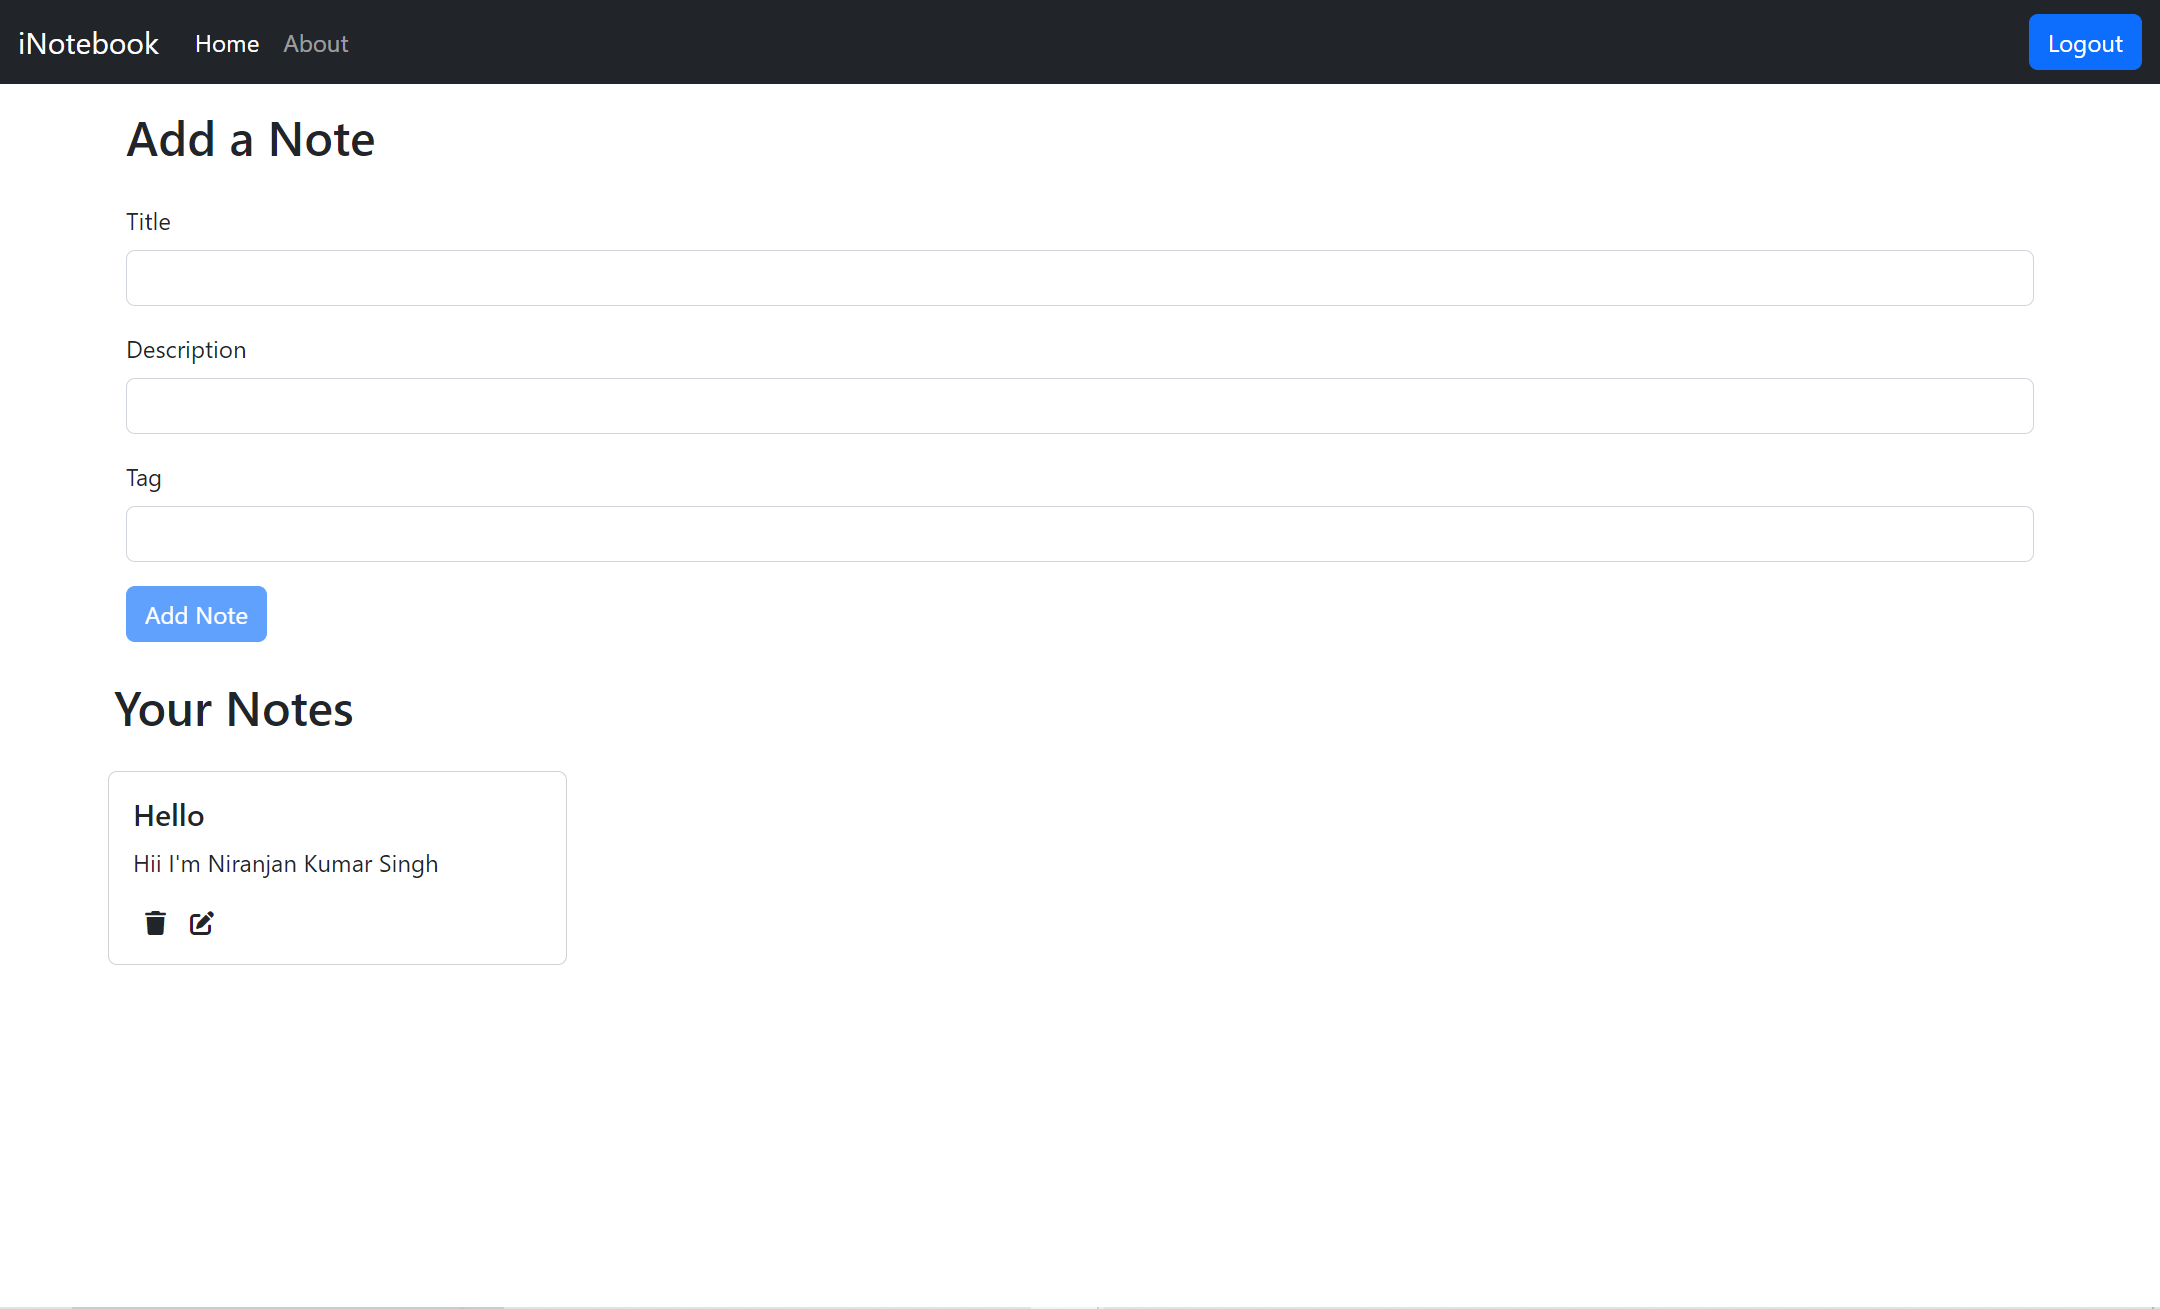 iNotebook Home About Logout
Add a Note
Title
Description
Tag
Add Note
Your Notes
Hello
Hii I'm Niranjan Kumar Singh